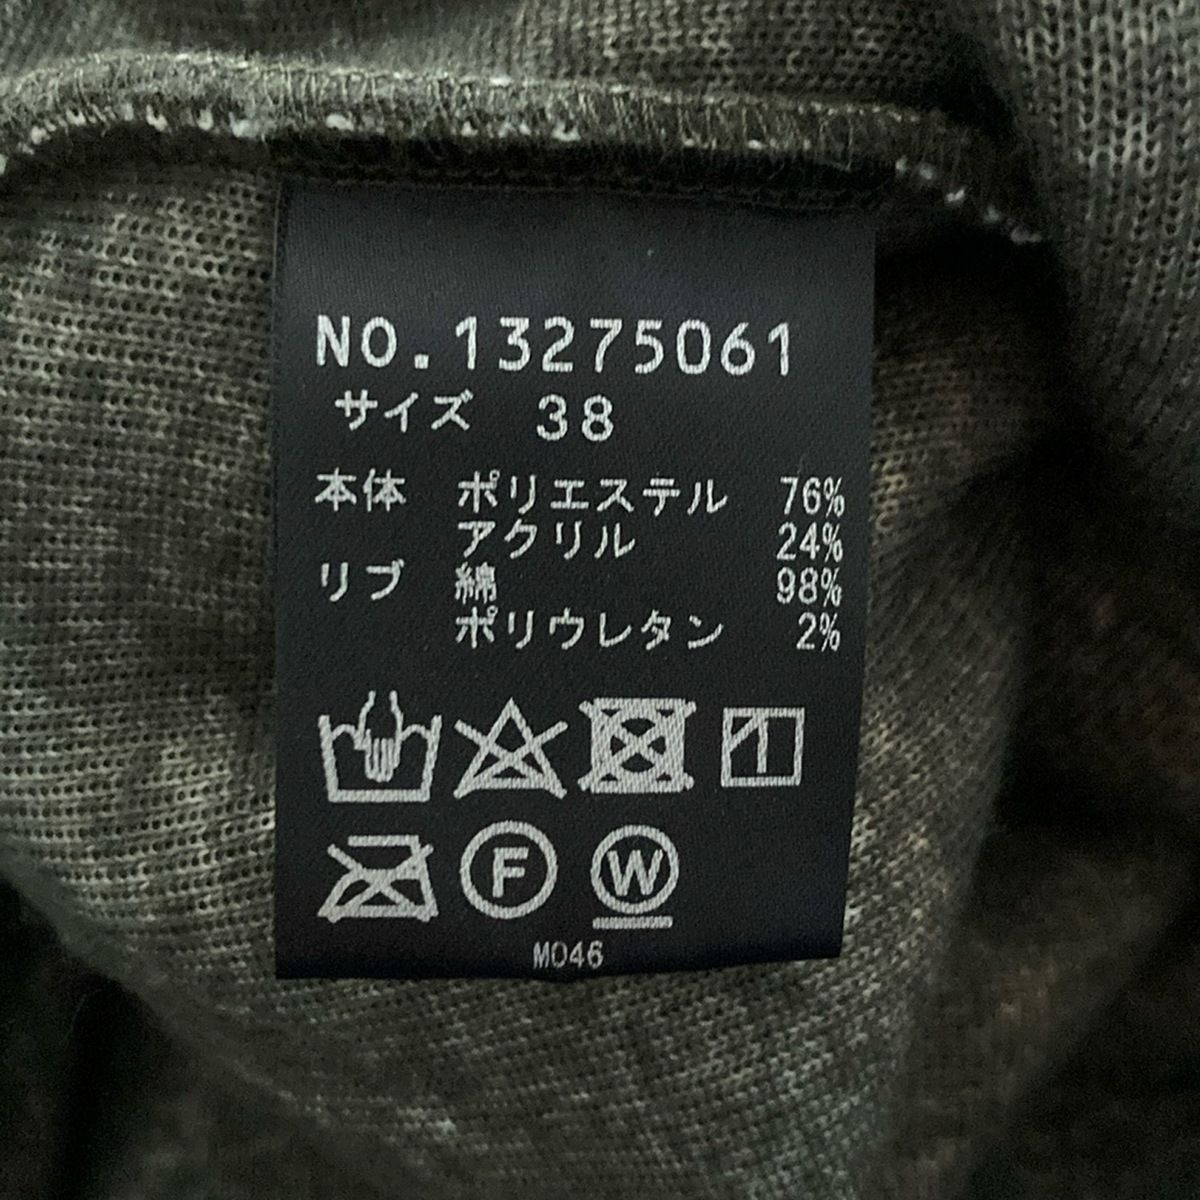 NO.13275061
サイズ 38
本体 ポリエステル 76%
アクリル 24%
リブ 綿 98%
ポリウレタン 2%
F W
M046